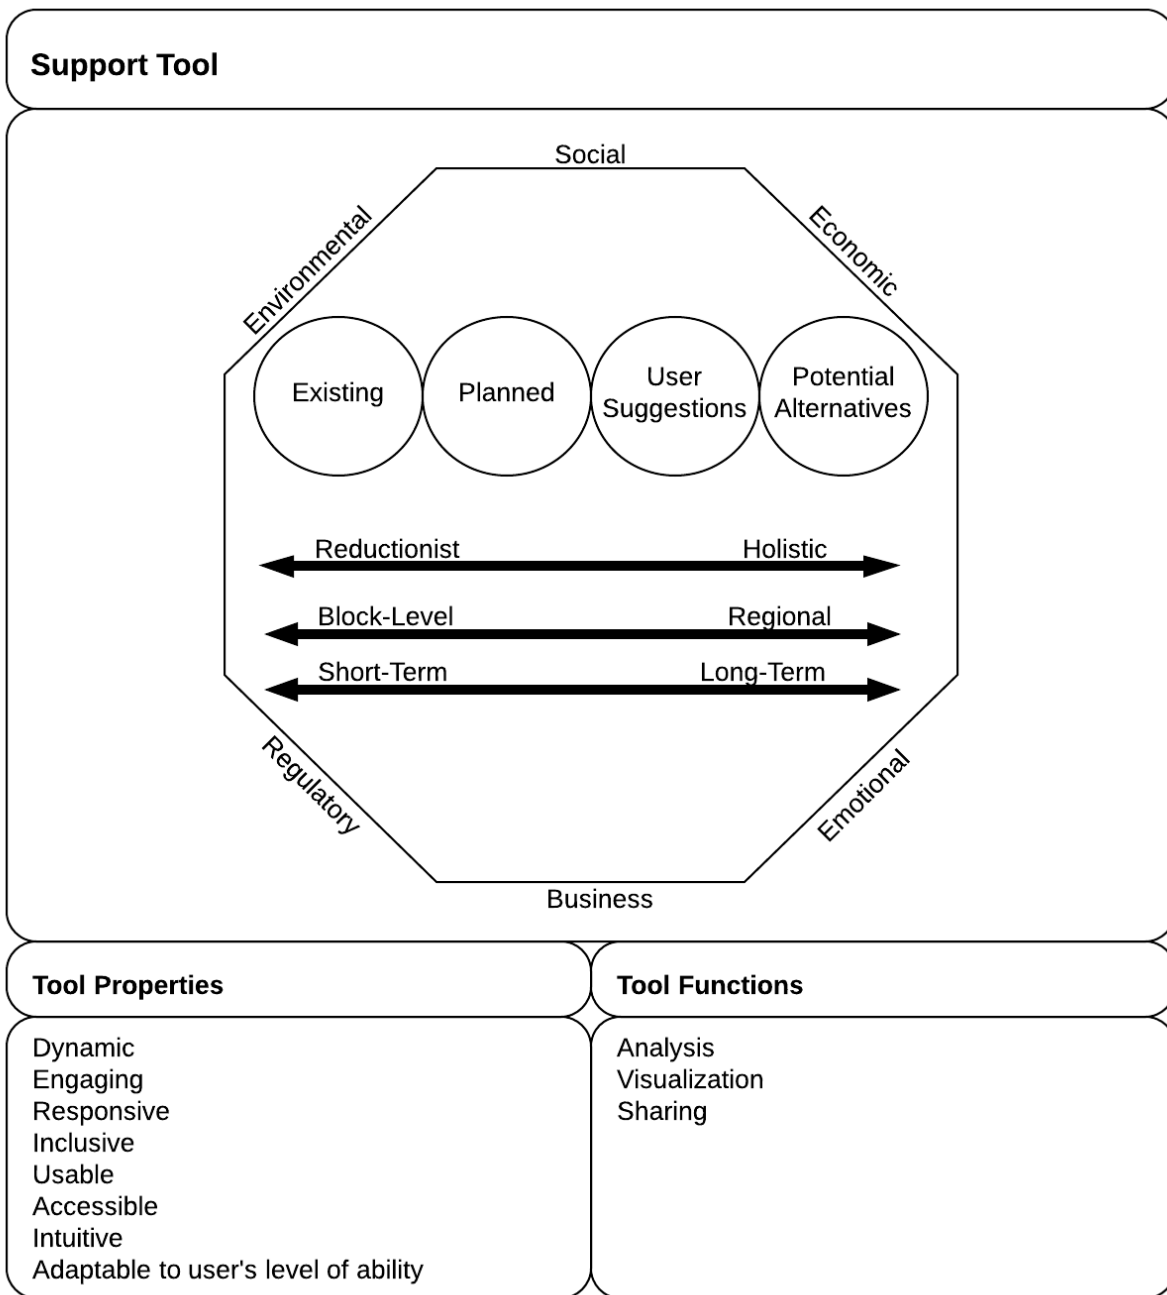 Support Tool
Social
Environmental
Economic
Existing
Planned
User
Suggestions
Potential
Alternatives
Reductionist
Holistic
Block-Level
Regional
Short-Term
Long-Term
Regulatory
Emotional
Business
Tool Properties
Dynamic
Engaging
Responsive
Inclusive
Usable
Accessible
Intuitive
Adaptable to user's level of ability
Tool Functions
Analysis
Visualization
Sharing